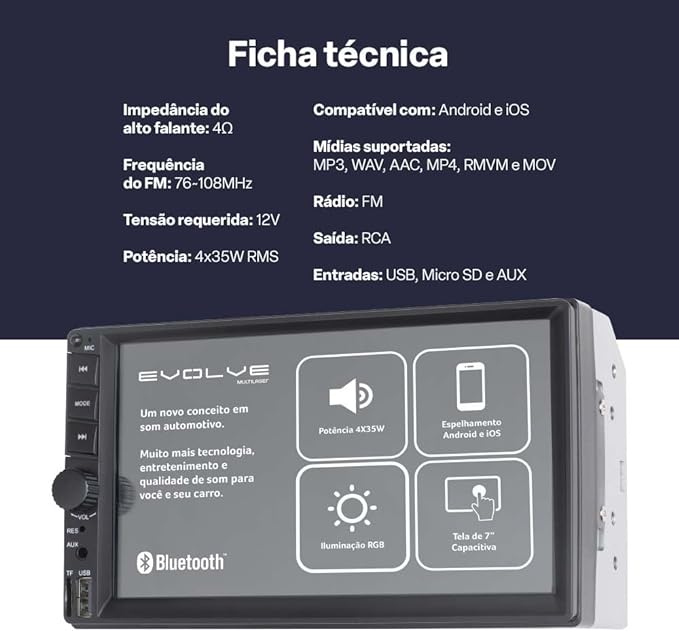 Ficha técnica
Impedância do
alto falante: 4Ω
Frequência
do FM: 76-108MHz
Tensão requerida: 12V
Potência: 4x35W RMS
Compatível com: Android e iOS
Mídias suportadas:
MP3, WAV, AAC, MP4, RMVM e MOV
Rádio: FM
Saída: RCA
Entradas: USB, Micro SD e AUX
MIC
MODE
VOL
RES
AUX
TF USB
EVOLVE
MULTILASER
Um novo conceito em
som automotivo.
Muito mais tecnologia,
entretenimento e
qualidade de som para
você e seu carro.
Bluetooth™
Potência 4X35W
Espelhamento
Android e iOS
Iluminação RGB
Tela de 7"
Capacitiva